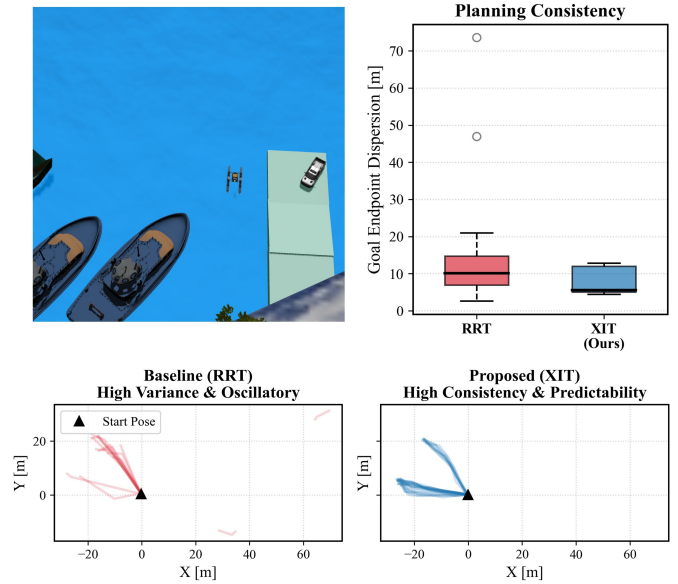 Planning Consistency
Goal Endpoint Dispersion [m]
70
60
50
40
30
20
10
0
RRT
XIT
(Ours)
Baseline (RRT)
High Variance & Oscillatory
Start Pose
Y [m]
20
0
−20
0
20
40
60
X [m]
Proposed (XIT)
High Consistency & Predictability
Y [m]
−20
0
20
40
60
X [m]